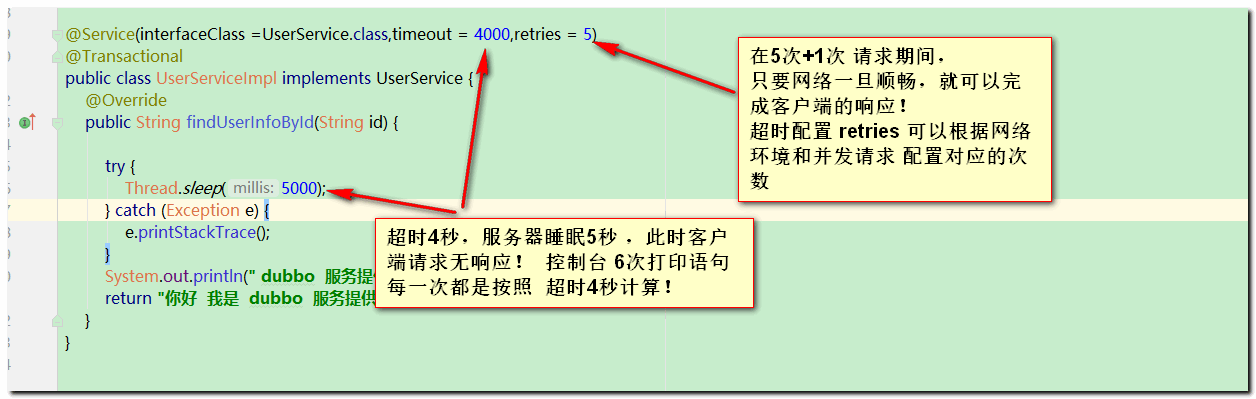 @Service(interfaceClass =UserService.class,timeout = 4000,retries = 5)
@Transactional
public class UserServiceImpl implements UserService {
@Override
public String findUserInfoById(String id) {
try {
Thread.sleep( millis: 5000);
} catch (Exception e) {
e.printStackTrace();
}
System.out.println(" dubbo 服务提供
return "你好 我是 dubbo 服务提供
}
}
在5次+1次 请求期间，
只要网络一旦顺畅，就可以完
成客户端的响应！
超时配置 retries 可以根据网络
环境和并发请求 配置对应的次
数
超时4秒，服务器睡眠5秒 ，此时客户
端请求无响应！ 控制台 6次打印语句
每一次都是按照 超时4秒计算！